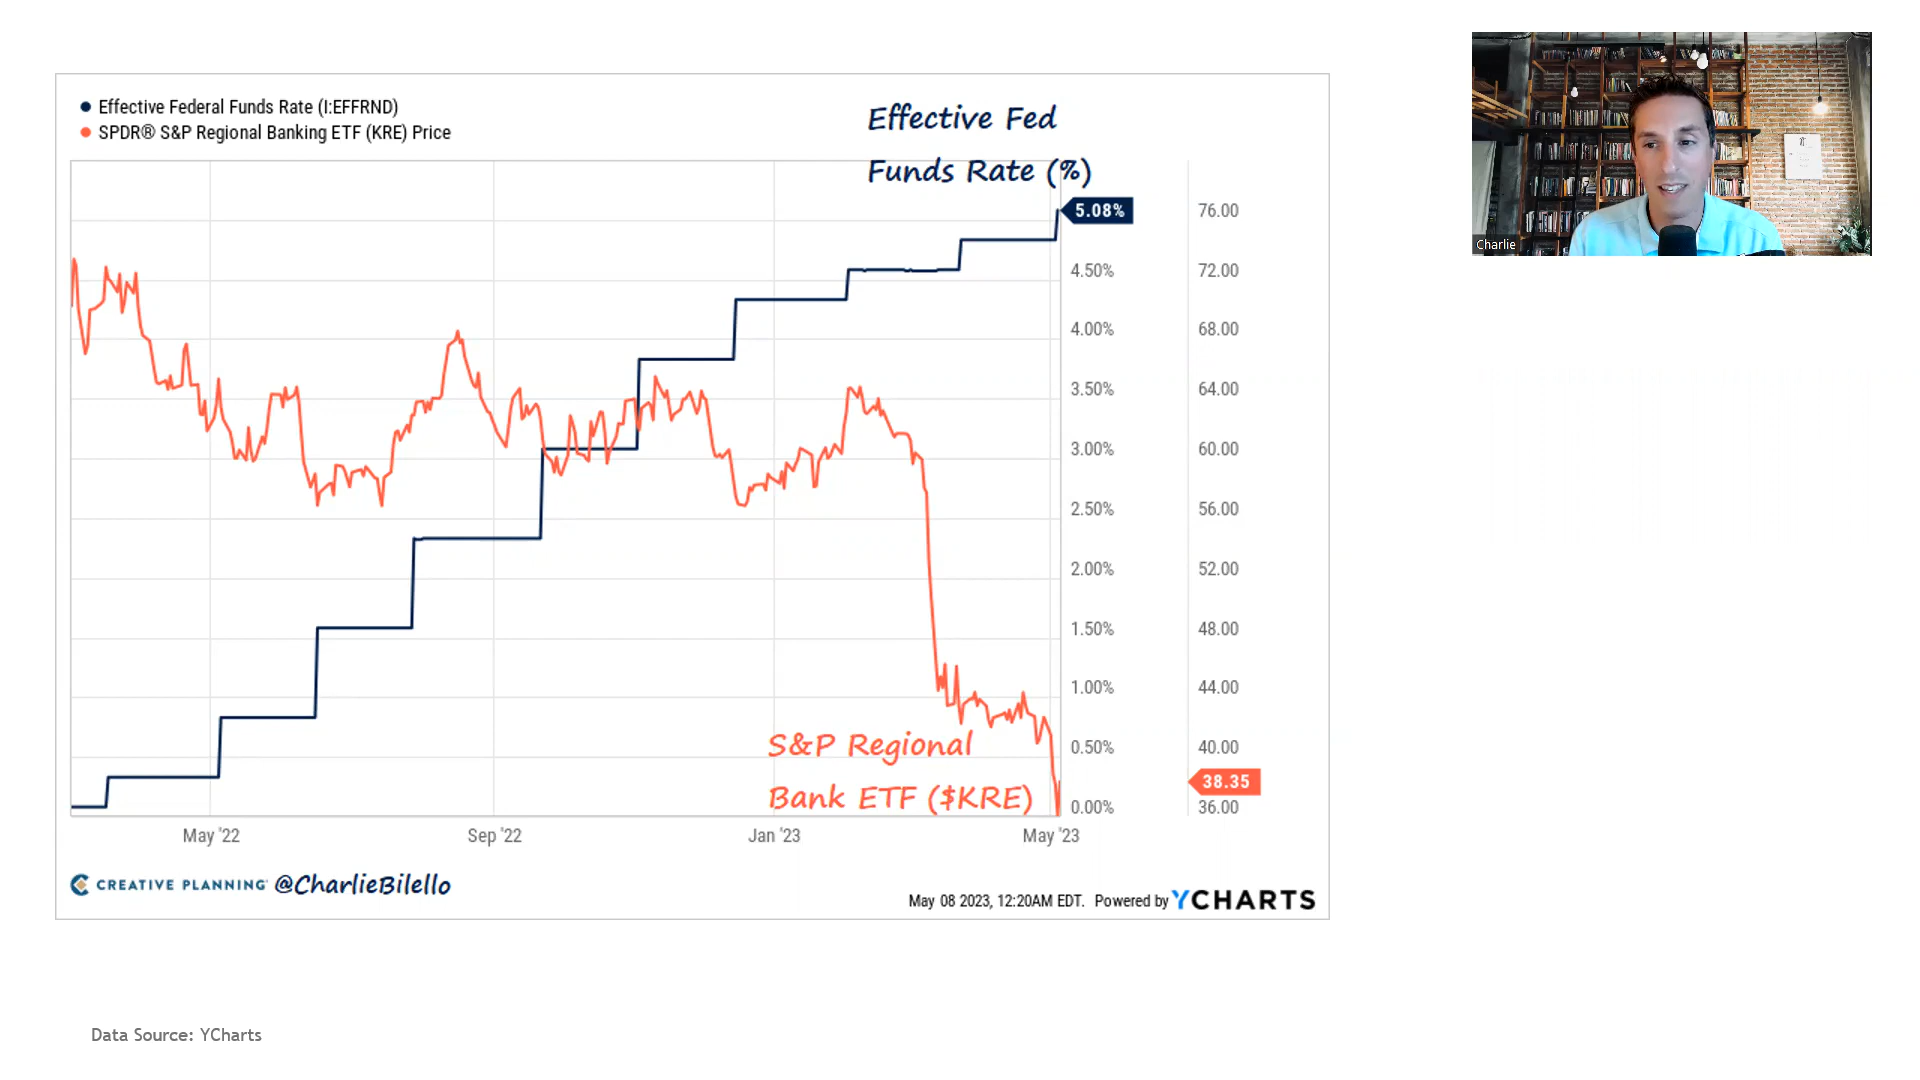 Effective Federal Funds Rate (I:EFFRND)
SPDR® S&P Regional Banking ETF (KRE) Price
Effective Fed
Funds Rate (%)
5.08%
4.50%
4.00%
3.50%
3.00%
2.50%
2.00%
1.50%
1.00%
0.50%
0.00%
76.00
72.00
68.00
64.00
60.00
56.00
52.00
48.00
44.00
40.00
38.35
36.00
S&P Regional
Bank ETF ($KRE)
May '22
Sep '22
Jan '23
May '23
CREATIVE PLANNING @CharlieBilello
May 08 2023, 12:20AM EDT. Powered by YCHARTS
Data Source: YCharts
Charlie